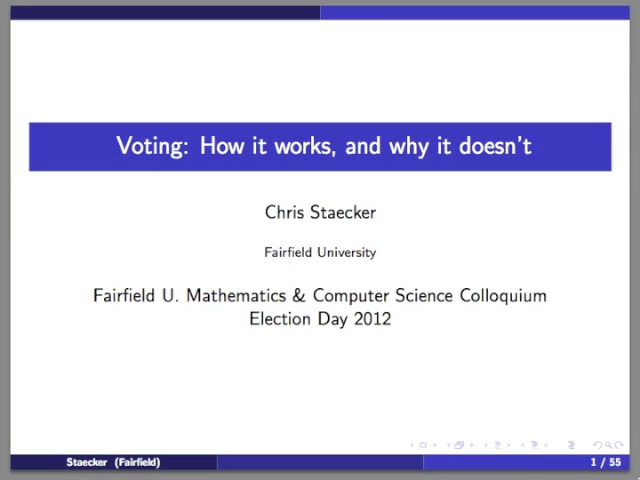 Voting: How it works, and why it doesn't
Chris Staecker
Fairfield University
Fairfield U. Mathematics & Computer Science Colloquium
Election Day 2012
Staecker (Fairfield)
1 / 55